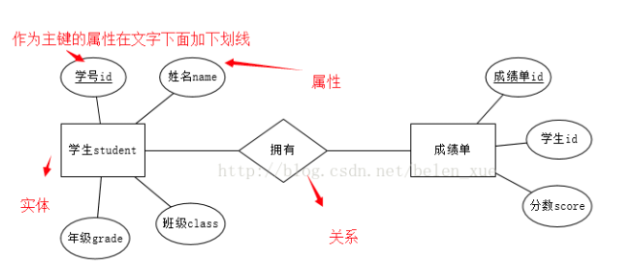 作为主键的属性在文字下面加下划线
学号id
姓名name
属性
成绩单id
学生student
拥有
成绩单
学生id
http://blog.csdn.net/belen_xue
实体
年级grade
班级class
关系
分数score